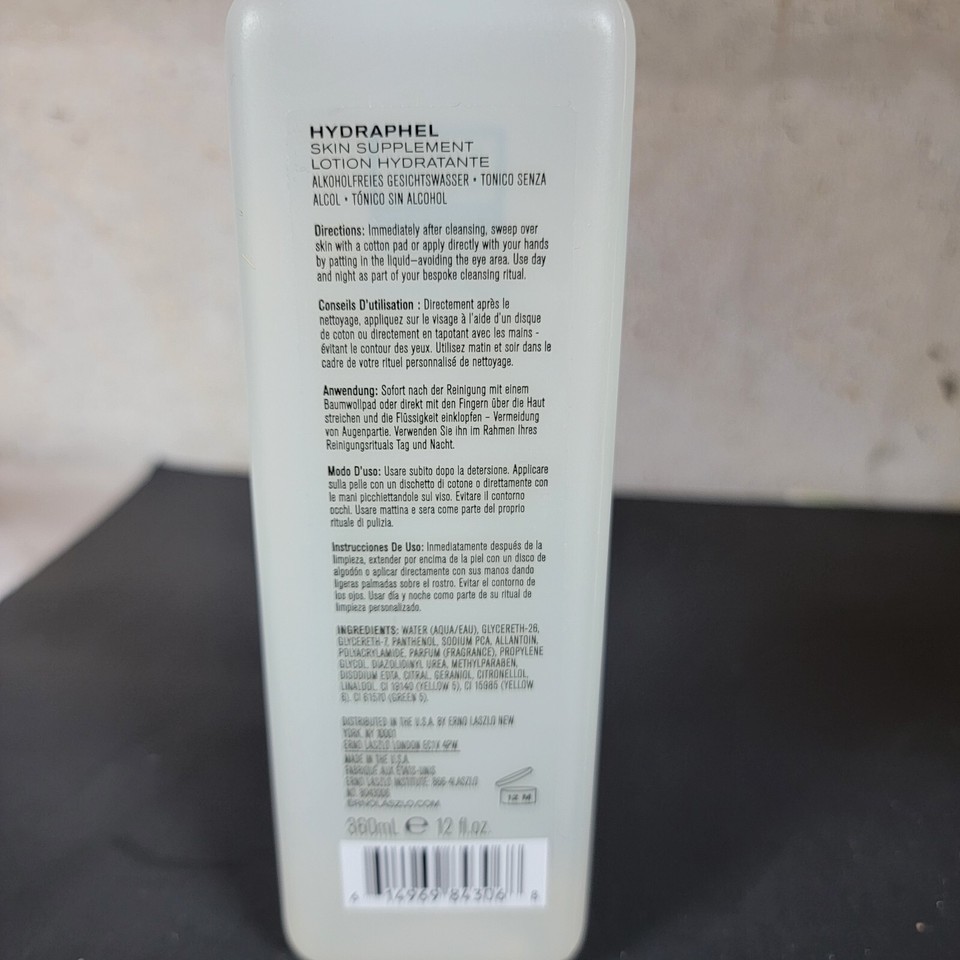 HYDRAPHEL
SKIN SUPPLEMENT
LOTION HYDRATANTE
ALKOHOLFREIES GESICHTSWASSER • TONICO SENZA
ALCOL • TÓNICO SIN ALCOHOL
Directions: Immediately after cleansing, sweep over
skin with a cotton pad or apply directly with your hands
by patting in the liquid—avoiding the eye area. Use day
and night as part of your bespoke cleansing ritual.
Conseils D'utilisation : Directement après le
nettoyage, appliquez sur le visage à l'aide d'un disque
de coton ou directement en tapotant avec les mains -
évitant le contour des yeux. Utilisez matin et soir dans le
cadre de votre rituel personnalisé de nettoyage.
Anwendung: Sofort nach der Reinigung mit einem
Baumwollpad oder direkt mit den Fingern über die Haut
streichen und die Flüssigkeit einklopfen – Vermeidung
von Augenpartie. Verwenden Sie ihn im Rahmen Ihres
Reinigungsrituals Tag und Nacht.
Modo D'uso: Usare subito dopo la detersione. Applicare
sulla pelle con un dischetto di cotone o direttamente con
le mani picchiettandole sul viso. Evitare il contorno
occhi. Usare mattina e sera come parte del proprio
rituale di pulizia.
Instrucciones De Uso: Inmediatamente después de la
limpieza, extender por encima de la piel con un disco de
algodón o aplicar directamente con sus manos dando
ligeras palmadas sobre el rostro. Evitar el contorno de
los ojos. Usar día y noche como parte de su ritual de
limpieza personalizado.
INGREDIENTS: WATER (AQUA/EAU), GLYCERETH-26,
GLYCERETH-7, PANTHENOL, SODIUM PCA, ALLANTOIN,
POLYACRYLAMIDE, PARFUM (FRAGRANCE), PROPYLENE
GLYCOL, DIAZOLIDINYL UREA, METHYLPARABEN,
DISODIUM EDTA, CITRAL, GERANIOL, CITRONELLOL,
LINALOOL, CI 19140 (YELLOW 5), CI 15985 (YELLOW
6), CI 61570 (GREEN 5).
DISTRIBUTED IN THE U.S.A. BY ERNO LASZLO NEW
YORK, NY 10001
ERNO LASZLO LONDON EC1V 4PW
MADE IN THE U.S.A.
FABRIQUÉ AUX ÉTATS-UNIS
ERNO LASZLO INSTITUTE: 866-4LASZLO
ERNOLASZLO.COM
12 M
360mL e 12 fl.oz.
14969 84306 8